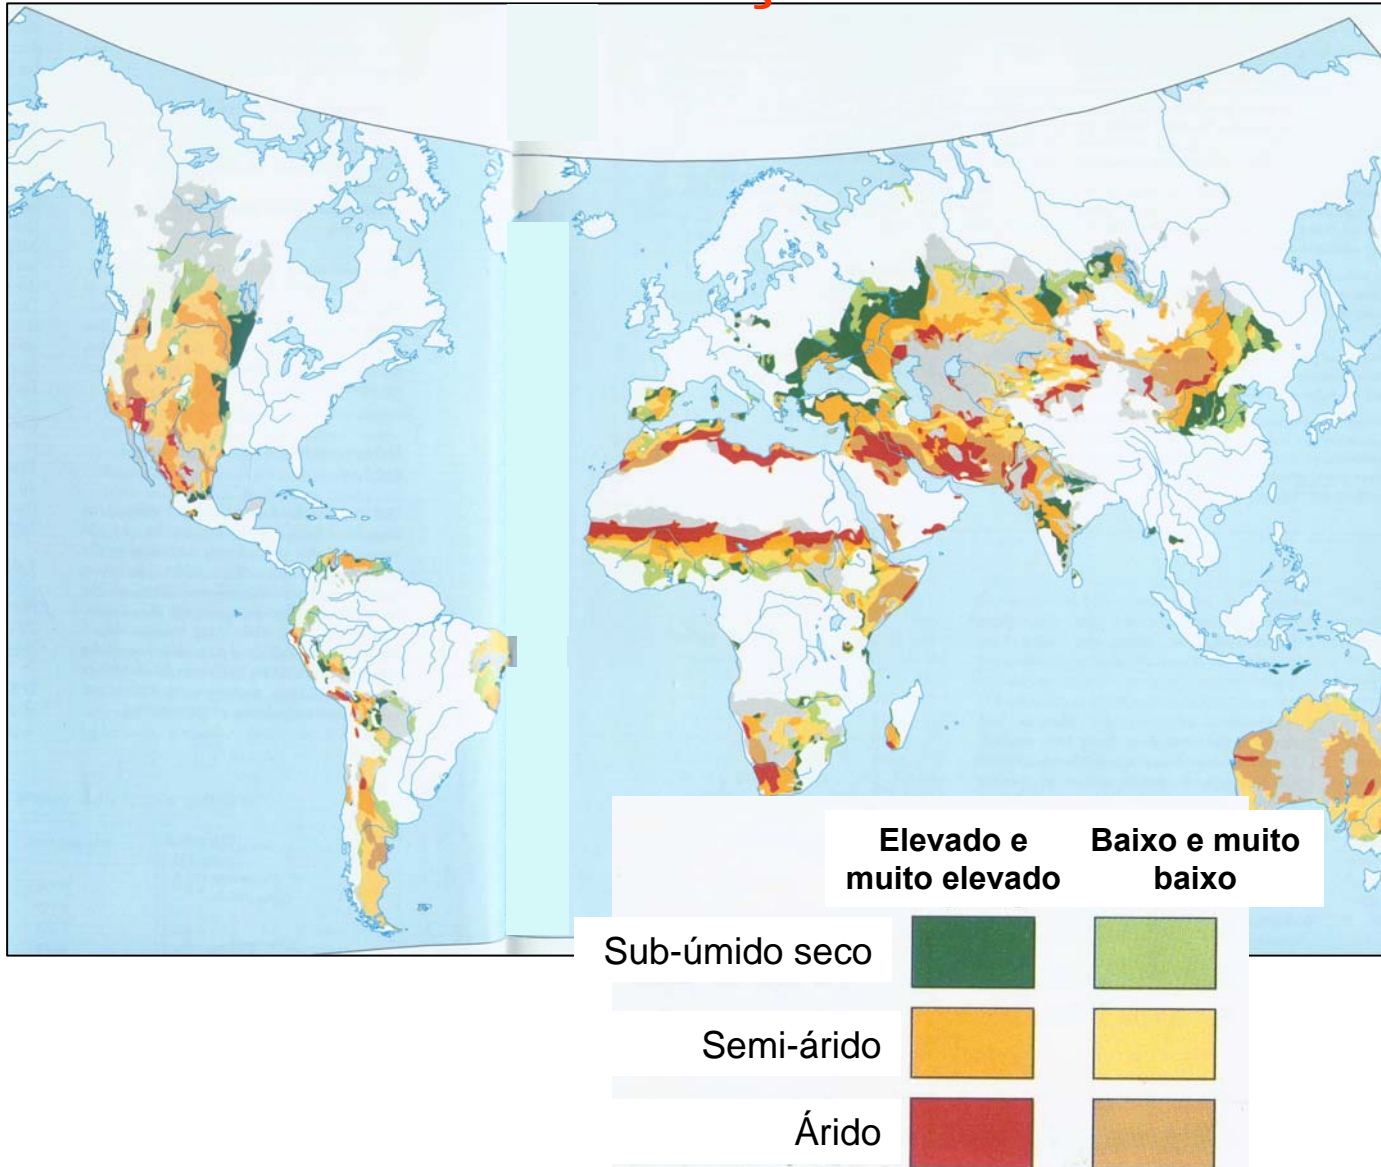 Elevado e
muito elevado
Baixo e muito
baixo
Sub-úmido seco
Semi-árido
Árido